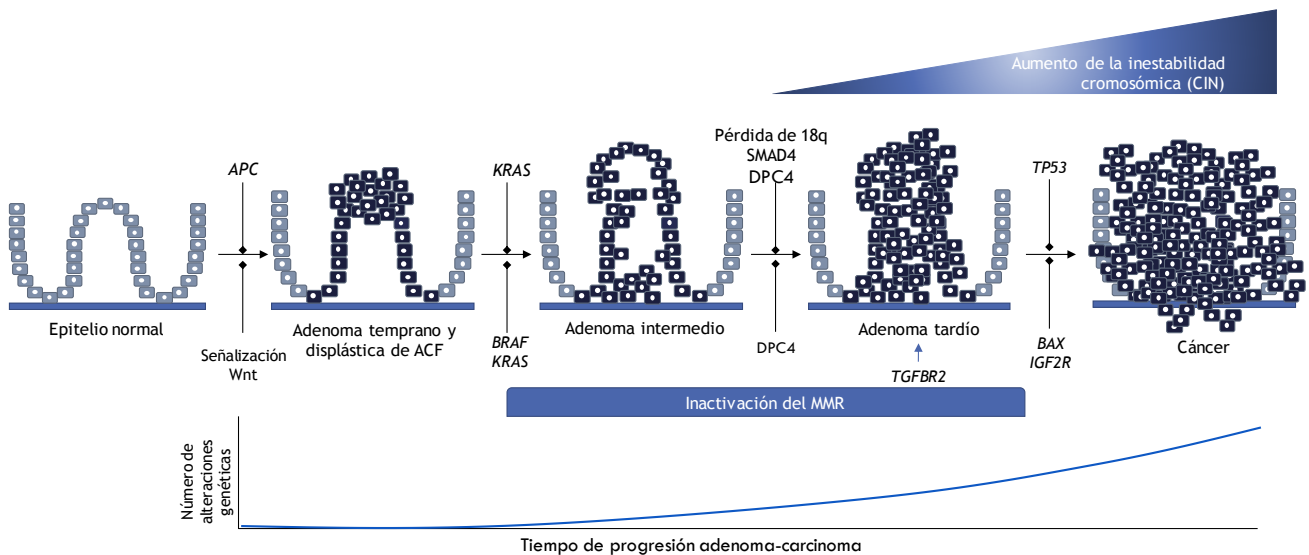 Aumento de la inestabilidad
cromosómica (CIN)
Pérdida de 18q
SMAD4
DPC4
APC
KRAS
TP53
Epitelio normal
Adenoma temprano y
displástica de ACF
Adenoma intermedio
Adenoma tardío
Cáncer
Señalización
Wnt
BRAF
KRAS
DPC4
TGFBR2
BAX
IGF2R
Inactivación del MMR
Número de
alteraciones
genéticas
Tiempo de progresión adenoma-carcinoma